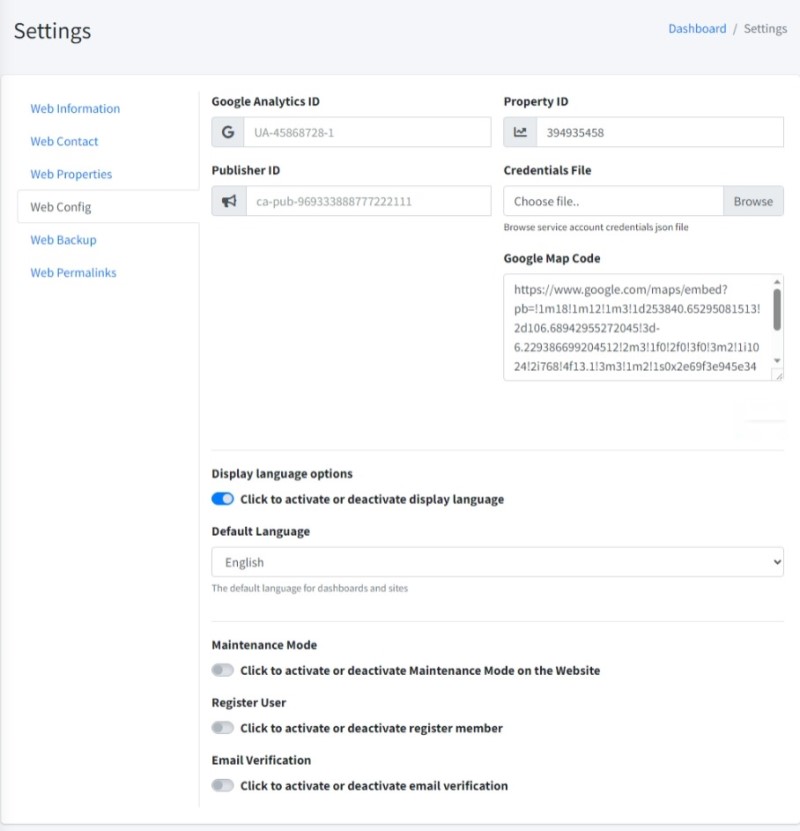 Settings
Dashboard / Settings
Web Information
Web Contact
Web Properties
Web Config
Web Backup
Web Permalinks
Google Analytics ID
UA-45868728-1
Property ID
394935458
Publisher ID
ca-pub-969333888777222111
Credentials File
Choose file..
Browse
Browse service account credentials json file
Google Map Code
https://www.google.com/maps/embed?
pb=!1m18!1m12!1m3!1d253840.65295081513!
2d106.68942955272045!3d-
6.229386699204512!2m3!1f0!2f0!3f0!3m2!1i10
24!2i768!4f13.1!3m3!1m2!1s0x2e69f3e945e34
Display language options
Click to activate or deactivate display language
Default Language
English
The default language for dashboards and sites
Maintenance Mode
Click to activate or deactivate Maintenance Mode on the Website
Register User
Click to activate or deactivate register member
Email Verification
Click to activate or deactivate email verification